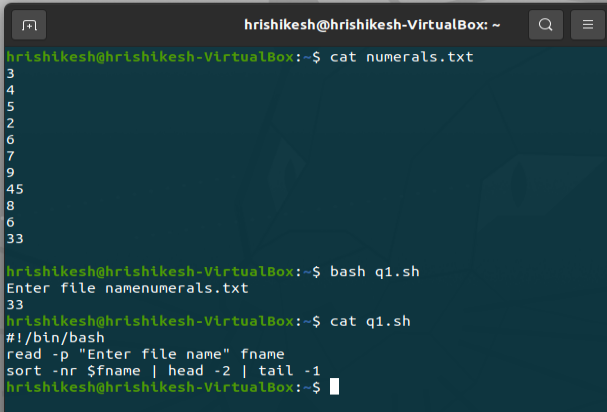 hrishikesh@hrishikesh-VirtualBox: ~
hrishikesh@hrishikesh-VirtualBox:~$ cat numerals.txt
3
4
5
2
6
7
9
45
8
6
33
hrishikesh@hrishikesh-VirtualBox:~$ bash q1.sh
Enter file namenumerals.txt
33
hrishikesh@hrishikesh-VirtualBox:~$ cat q1.sh
#!/bin/bash
read -p "Enter file name" fname
sort -nr $fname | head -2 | tail -1
hrishikesh@hrishikesh-VirtualBox:~$